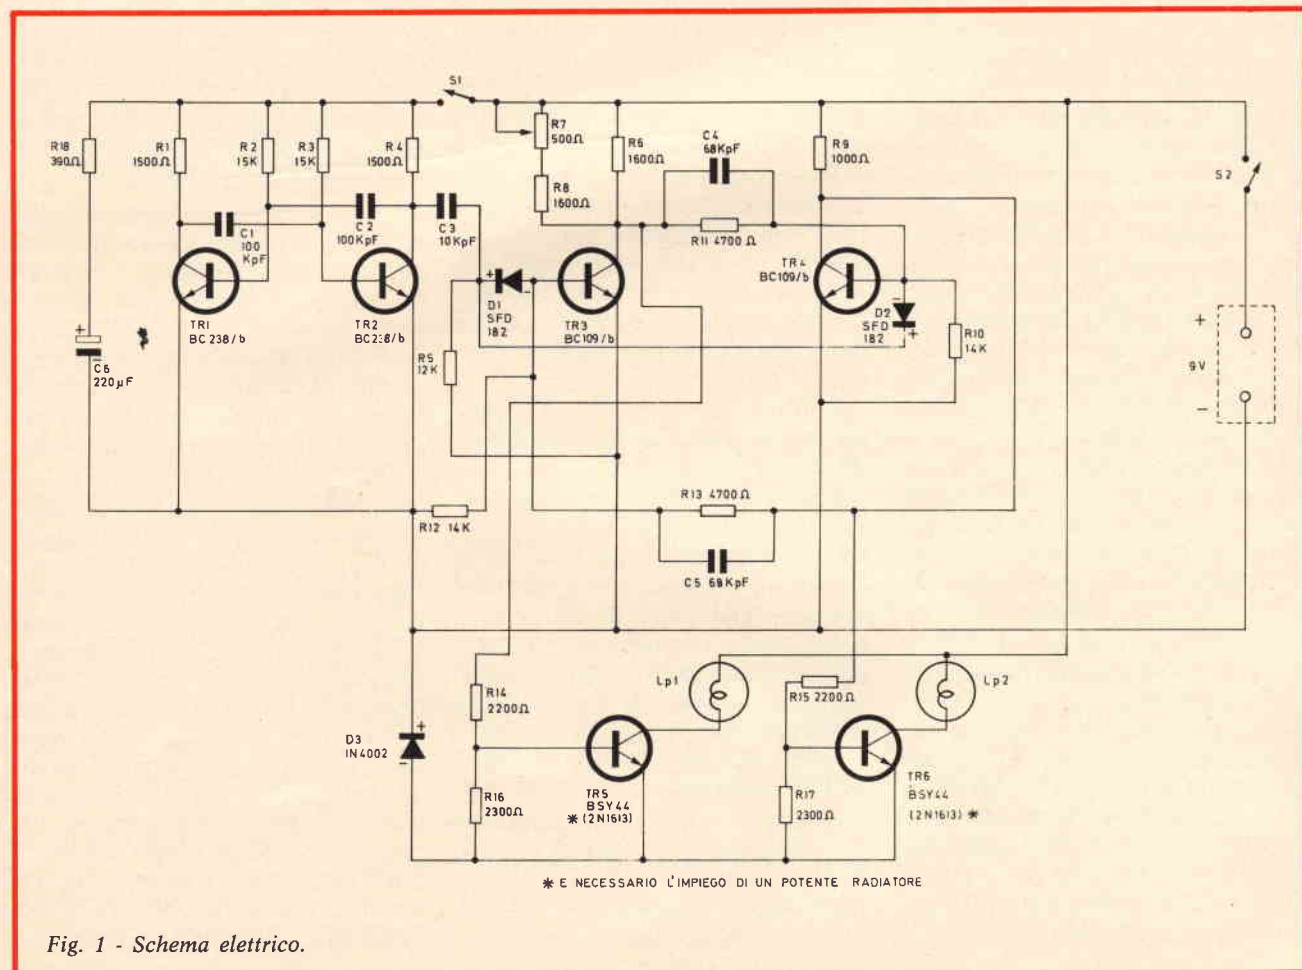 S1
R18
390Ω
R1
1500Ω
R2
15K
R3
15K
R4
1500Ω
R7
500Ω
R6
1600Ω
C4
68KpF
R9
1000Ω
S2
R8
1600Ω
C1
100
KpF
C2
100KpF
C3
10KpF
R11 4700 Ω
TR4
BC109/b
+
D1
SFD
182
-
-
D2
SFD
182
+
R10
14K
TR1
BC238/b
TR2
BC238/b
TR3
BC109/b
+
-
C6
220µF
*
R5
12K
+
9V
-
R12 14K
R13 4700Ω
C5 68KpF
Lp1
Lp2
R14
2200Ω
R15 2200Ω
+
D3
1N4002
-
R16
2300Ω
TR5
BSY44
* (2N1613)
R17
2300Ω
TR6
BSY44
(2N1613) *
* E NECESSARIO L'IMPIEGO DI UN POTENTE RADIATORE
Fig. 1 - Schema elettrico.